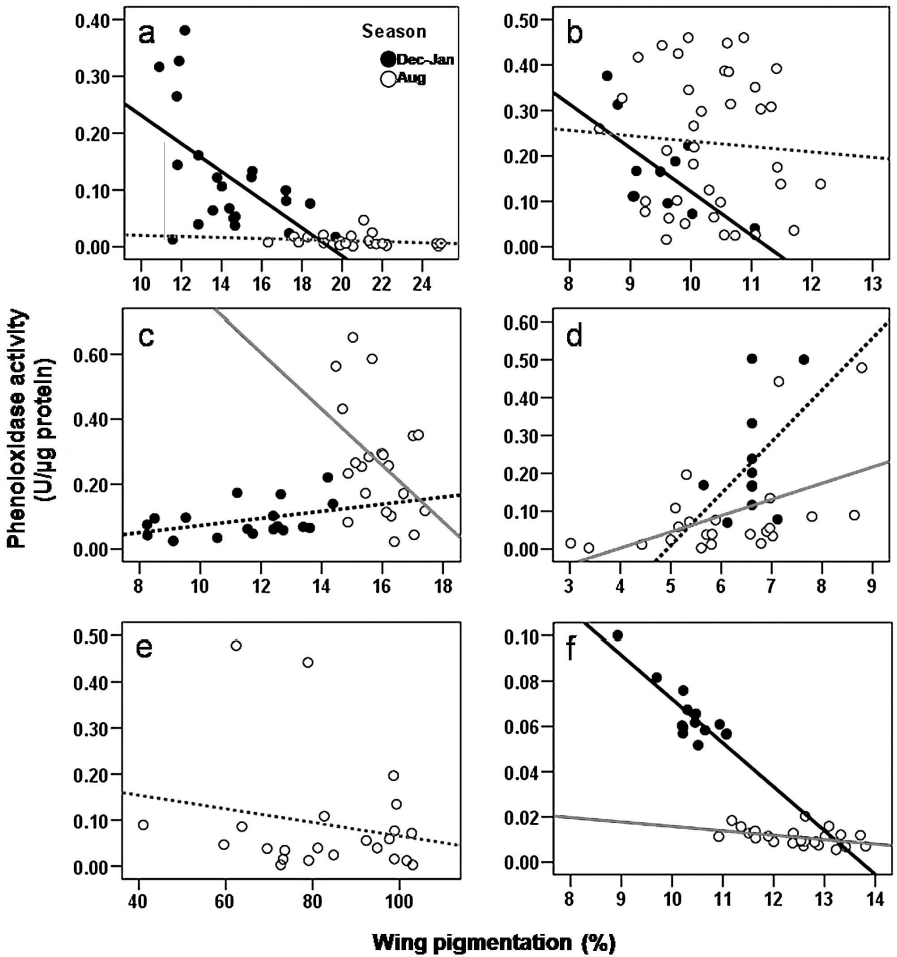 a
Season
Dec-Jan
Aug
0.40
0.30
0.20
0.10
0.00
10 12 14 16 18 20 22 24
b
0.50
0.40
0.30
0.20
0.10
0.00
8 9 10 11 12 13
Phenoloxidase activity
(U/µg protein)
c
0.60
0.40
0.20
0.00
8 10 12 14 16 18
d
0.60
0.50
0.40
0.30
0.20
0.10
0.00
3 4 5 6 7 8 9
e
0.50
0.40
0.30
0.20
0.10
0.00
40 60 80 100
f
0.10
0.08
0.06
0.04
0.02
0.00
8 9 10 11 12 13 14
Wing pigmentation (%)